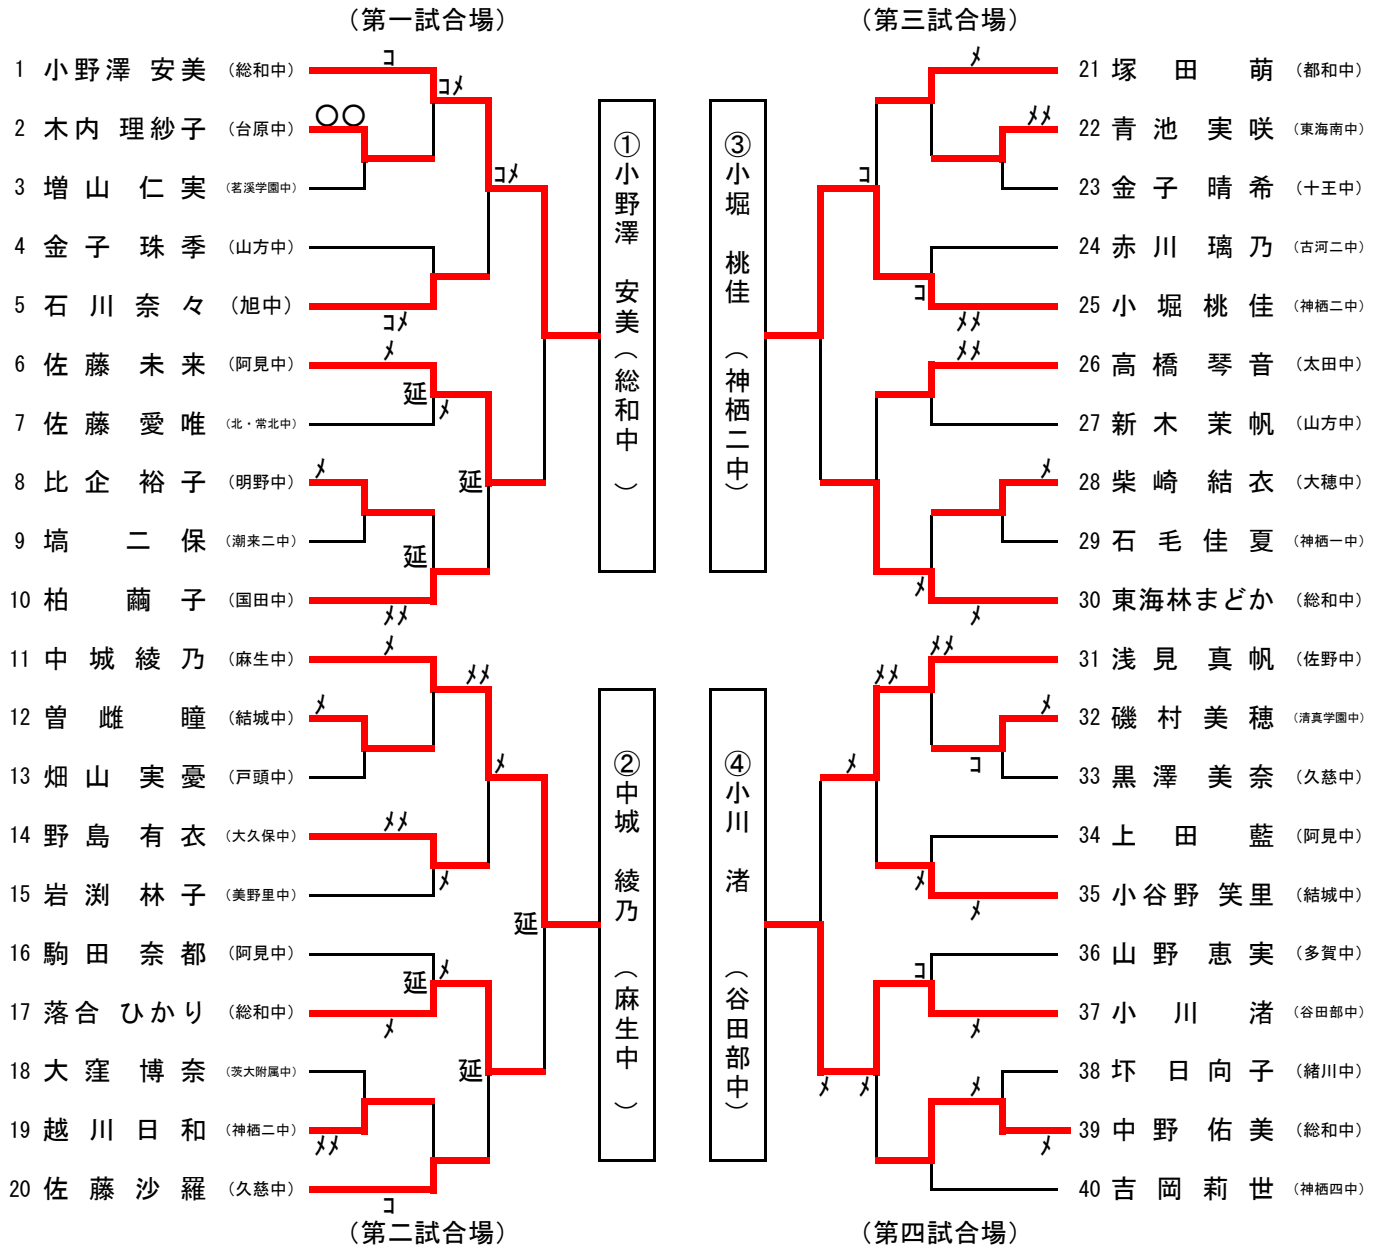 （第一試合場）
1 小野澤 安美 （総和中）
コ
コメ
2 木内 理紗子 （台原中）
〇〇
3 増山 仁実 （茗溪学園中）
コメ
4 金子 珠季 （山方中）
5 石川奈々 （旭中）
コメ
6 佐藤 未来 （阿見中）
メ
延
メ
7 佐藤 愛唯 （北・常北中）
8 比企 裕子 （明野中）
メ
延
9 塙 二保 （潮来二中）
延
10 柏 繭子 （国田中）
メメ
①小野澤 安美（総和中）
11 中城綾乃 （麻生中）
メ
メメ
12 曽雌 瞳 （結城中）
メ
13 畑山 実憂 （戸頭中）
メ
14 野島 有衣 （大久保中）
メメ
メ
15 岩渕 林子 （美野里中）
延
16 駒田 奈都 （阿見中）
延
メ
17 落合 ひかり （総和中）
メ
18 大窪 博奈 （茨大附属中）
延
19 越川日和 （神栖二中）
メメ
20 佐藤沙羅 （久慈中）
コ
②中城 綾乃 （麻生中）
（第二試合場）
（第三試合場）
21 塚田 萌 （都和中）
メ
22 青池実咲 （東海南中）
メメ
23 金子晴希 （十王中）
コ
24 赤川璃乃 （古河二中）
コ
25 小堀桃佳 （神栖二中）
メメ
26 高橋琴音 （太田中）
メメ
27 新木茉帆 （山方中）
28 柴崎結衣 （大穂中）
メ
29 石毛佳夏 （神栖一中）
メ
30 東海林まどか （総和中）
メ
③小堀 桃佳 （神栖二中）
31 浅見真帆 （佐野中）
メメ
メメ
32 磯村美穂 （清真学園中）
メ
コ
33 黒澤美奈 （久慈中）
メ
34 上田 藍 （阿見中）
メ
35 小谷野 笑里 （結城中）
メ
36 山野恵実 （多賀中）
コ
37 小川 渚 （谷田部中）
メ
38 圷 日向子 （緒川中）
メ
メ
メ
39 中野佑美 （総和中）
メ
40 吉岡莉世 （神栖四中）
④小川 渚 （谷田部中）
（第四試合場）